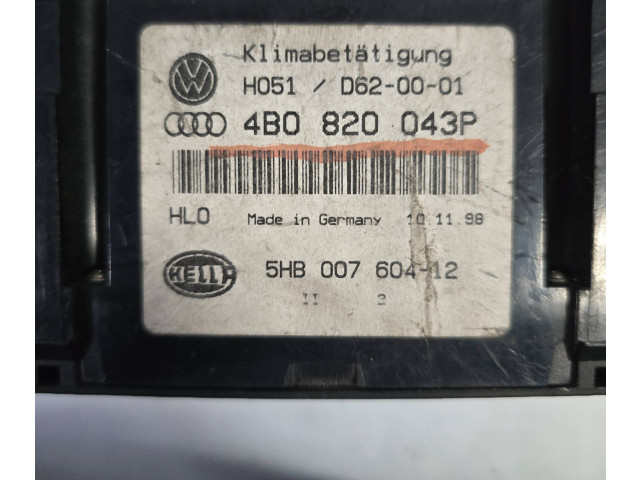 Klimabetätigung
H051 / D62-00-01
4B0 820 043P
HLO Made in Germany 10.11.98
HELLA 5HB 007 604-12
II 2